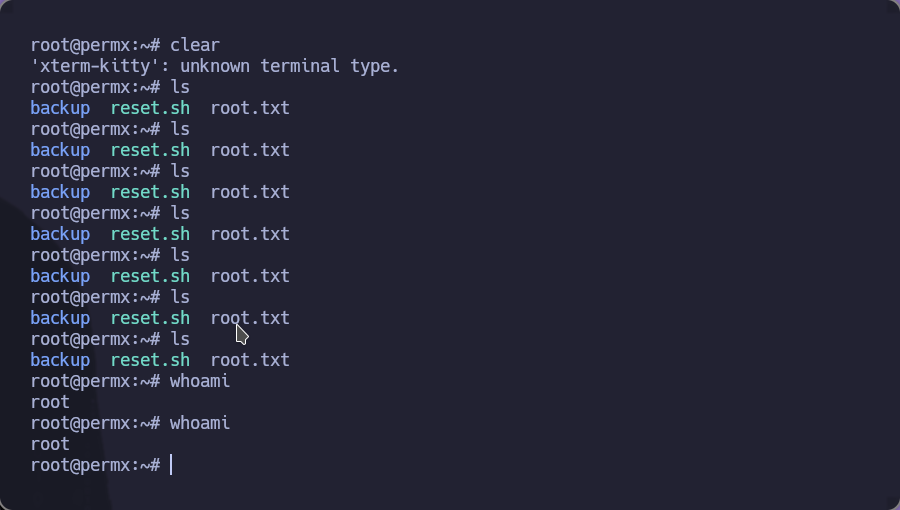 root@permx:~# clear
'xterm-kitty': unknown terminal type.
root@permx:~# ls
backup  reset.sh  root.txt
root@permx:~# ls
backup  reset.sh  root.txt
root@permx:~# ls
backup  reset.sh  root.txt
root@permx:~# ls
backup  reset.sh  root.txt
root@permx:~# ls
backup  reset.sh  root.txt
root@permx:~# ls
backup  reset.sh  root.txt
root@permx:~# ls
backup  reset.sh  root.txt
root@permx:~# whoami
root
root@permx:~# whoami
root
root@permx:~#